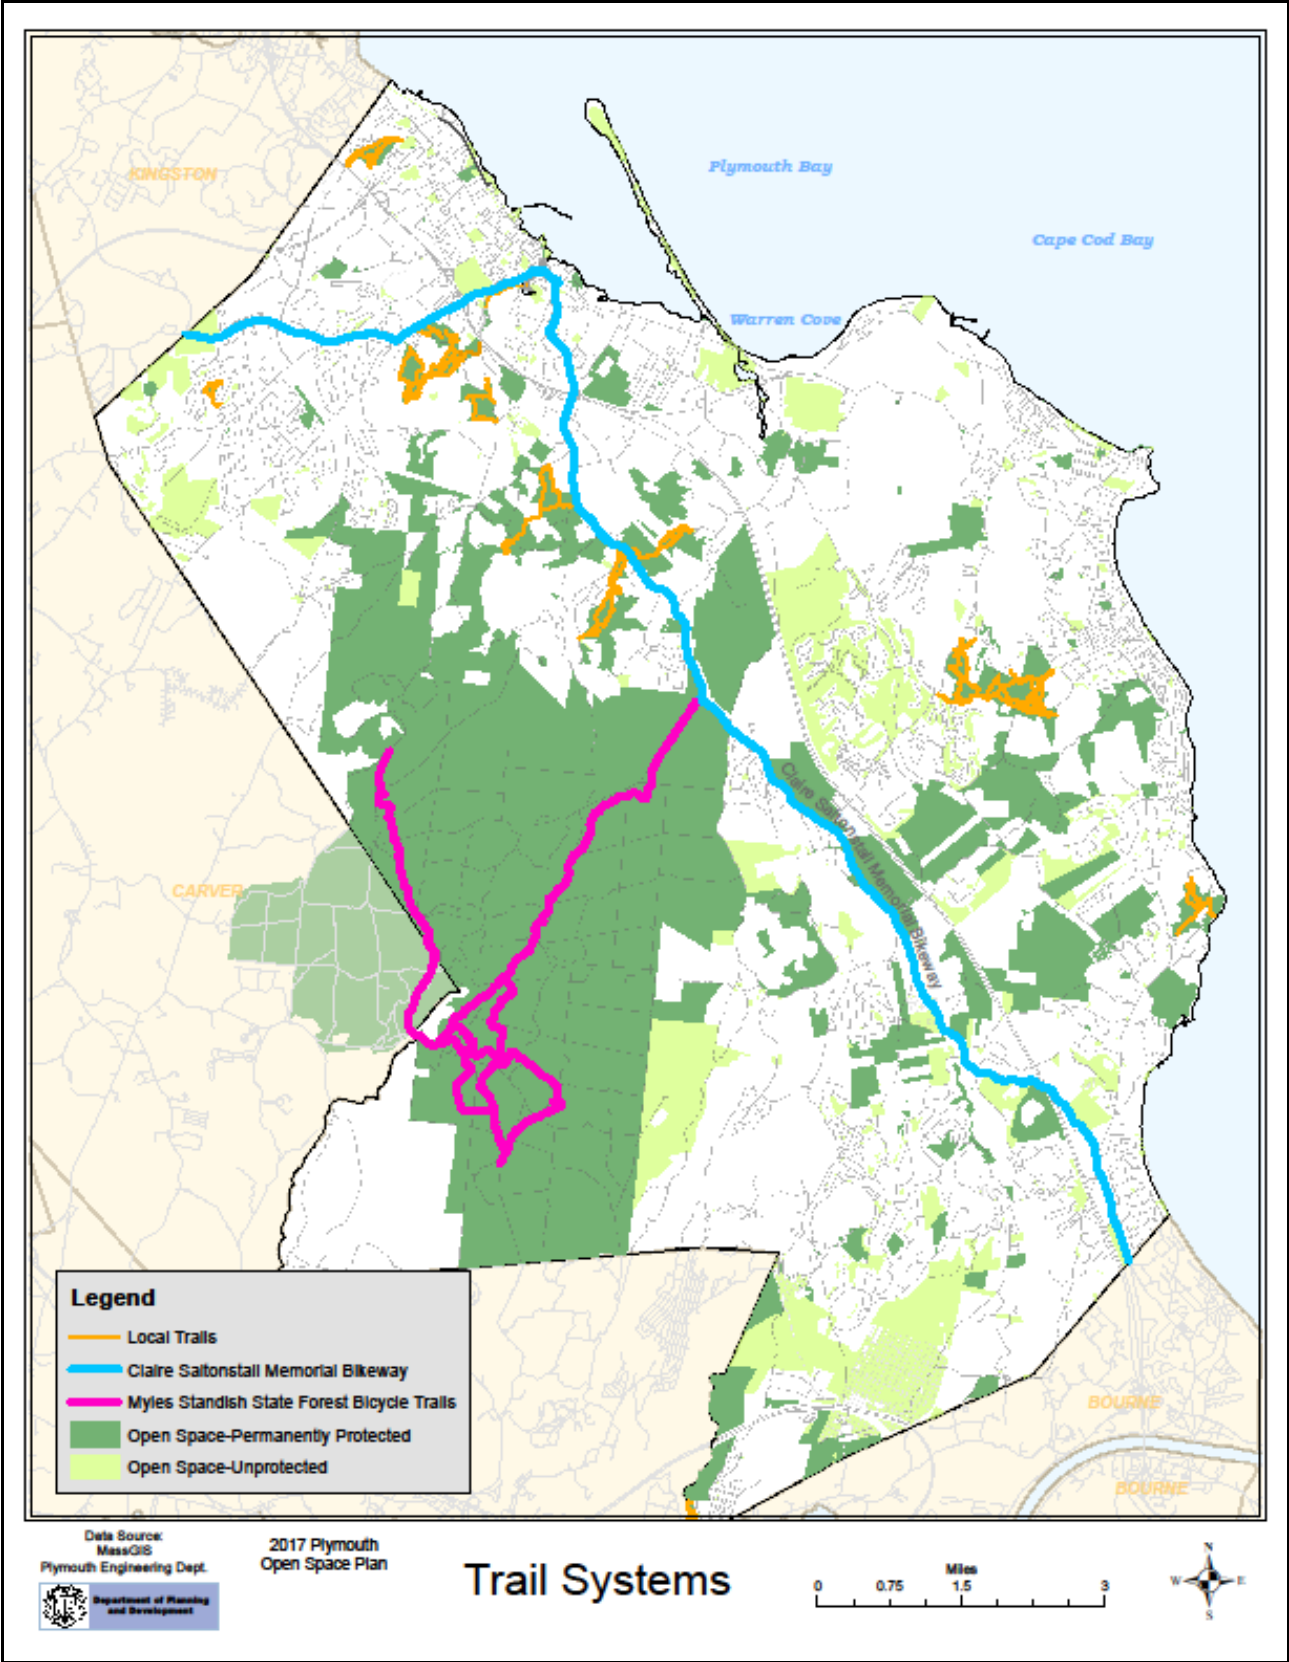 KINGSTON
Plymouth Bay
Cape Cod Bay
Warren Cove
Claire Saltonstall Memorial Bikeway
CARVER
BOURNE
BOURNE
Legend
Local Trails
Claire Saltonstall Memorial Bikeway
Myles Standish State Forest Bicycle Trails
Open Space-Permanently Protected
Open Space-Unprotected
Data Source:
MassGIS
Plymouth Engineering Dept.
Department of Planning
and Development
2017 Plymouth
Open Space Plan
Trail Systems
Miles
0 0.75 1.5 3
N
W E
S